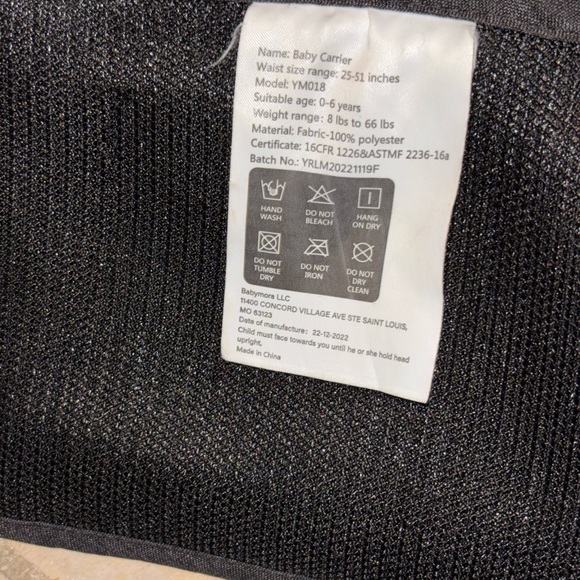 Name: Baby Carrier
Waist size range: 25-51 inches
Model: YM018
Suitable age: 0-6 years
Weight range: 8 lbs to 66 lbs
Material: Fabric-100% polyester
Certificate: 16CFR 1226&ASTMF 2236-16a
Batch No.: YRLM20221119F
HAND WASH
DO NOT BLEACH
HANG ON DRY
DO NOT TUMBLE DRY
DO NOT IRON
DO NOT DRY CLEAN
Babymora LLC
11400 CONCORD VILLAGE AVE STE SAINT LOUIS,
MO 63123
Date of manufacture: 22-12-2022
Child must face towards you until he or she hold head
upright,
Made in China